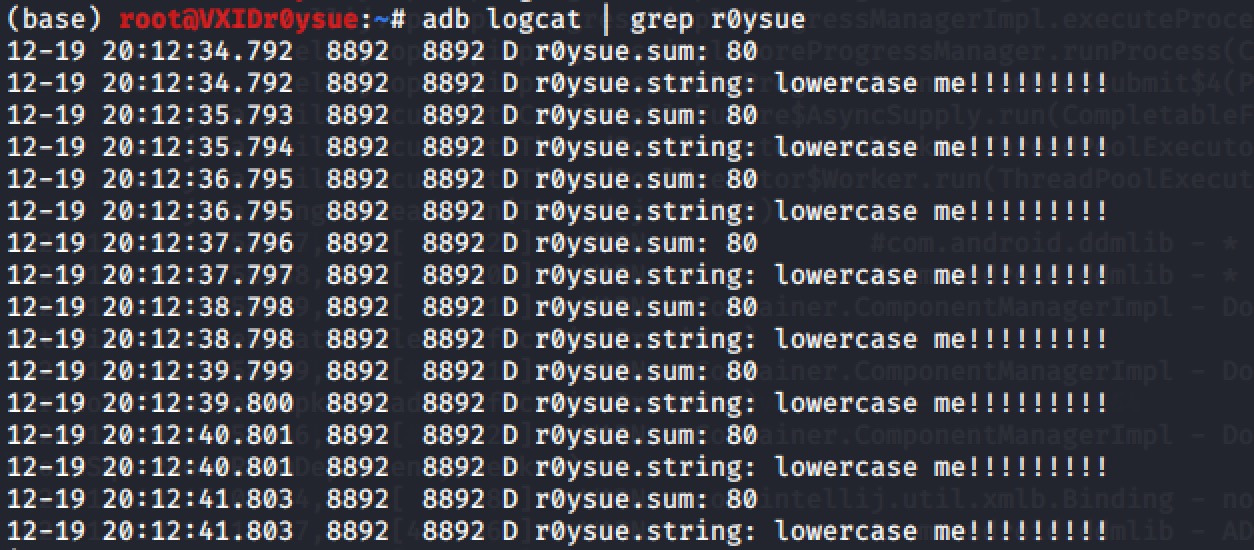 (base) root@VXIDr0ysue:~# adb logcat | grep r0ysue
12-19 20:12:34.792  8892  8892 D r0ysue.sum: 80
12-19 20:12:34.792  8892  8892 D r0ysue.string: lowercase me!!!!!!!!!
12-19 20:12:35.793  8892  8892 D r0ysue.sum: 80
12-19 20:12:35.794  8892  8892 D r0ysue.string: lowercase me!!!!!!!!!
12-19 20:12:36.795  8892  8892 D r0ysue.sum: 80
12-19 20:12:36.795  8892  8892 D r0ysue.string: lowercase me!!!!!!!!!
12-19 20:12:37.796  8892  8892 D r0ysue.sum: 80
12-19 20:12:37.797  8892  8892 D r0ysue.string: lowercase me!!!!!!!!!
12-19 20:12:38.798  8892  8892 D r0ysue.sum: 80
12-19 20:12:38.798  8892  8892 D r0ysue.string: lowercase me!!!!!!!!!
12-19 20:12:39.799  8892  8892 D r0ysue.sum: 80
12-19 20:12:39.800  8892  8892 D r0ysue.string: lowercase me!!!!!!!!!
12-19 20:12:40.801  8892  8892 D r0ysue.sum: 80
12-19 20:12:40.801  8892  8892 D r0ysue.string: lowercase me!!!!!!!!!
12-19 20:12:41.803  8892  8892 D r0ysue.sum: 80
12-19 20:12:41.803  8892  8892 D r0ysue.string: lowercase me!!!!!!!!!